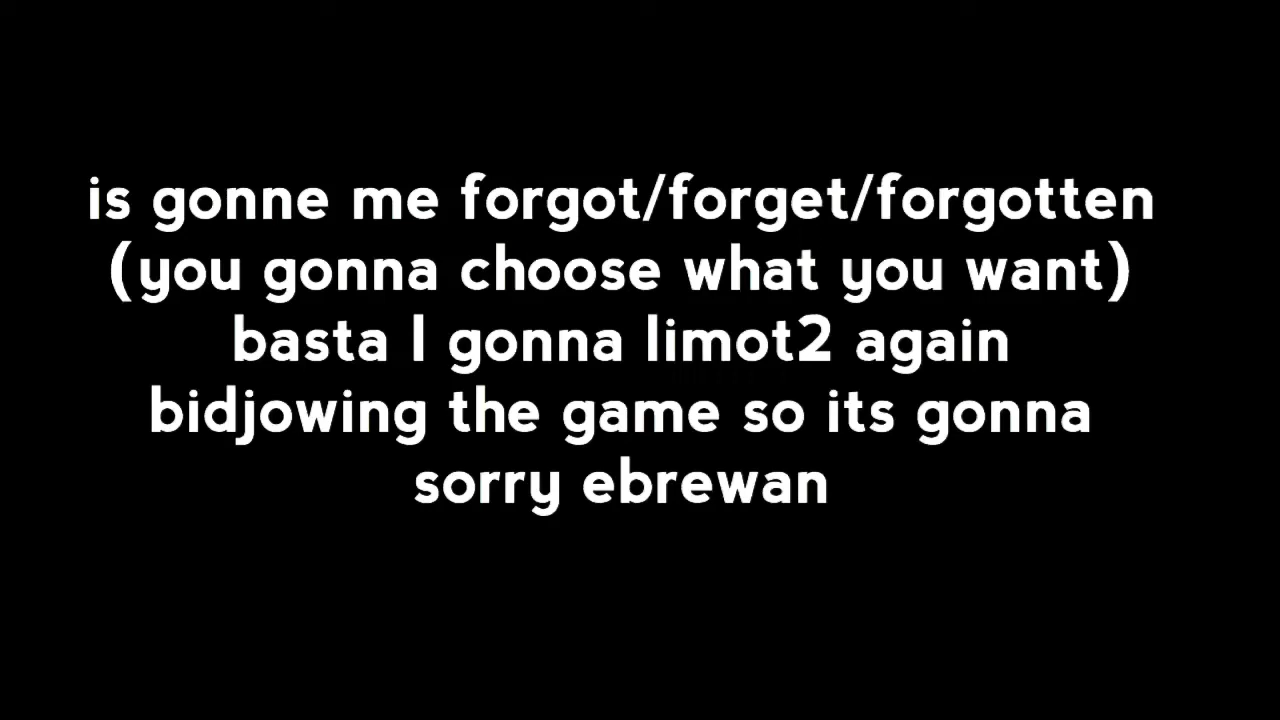 is gonne me forgot/forget/forgotten
(you gonna choose what you want)
basta I gonna limot2 again
bidjowing the game so its gonna
sorry ebrewan